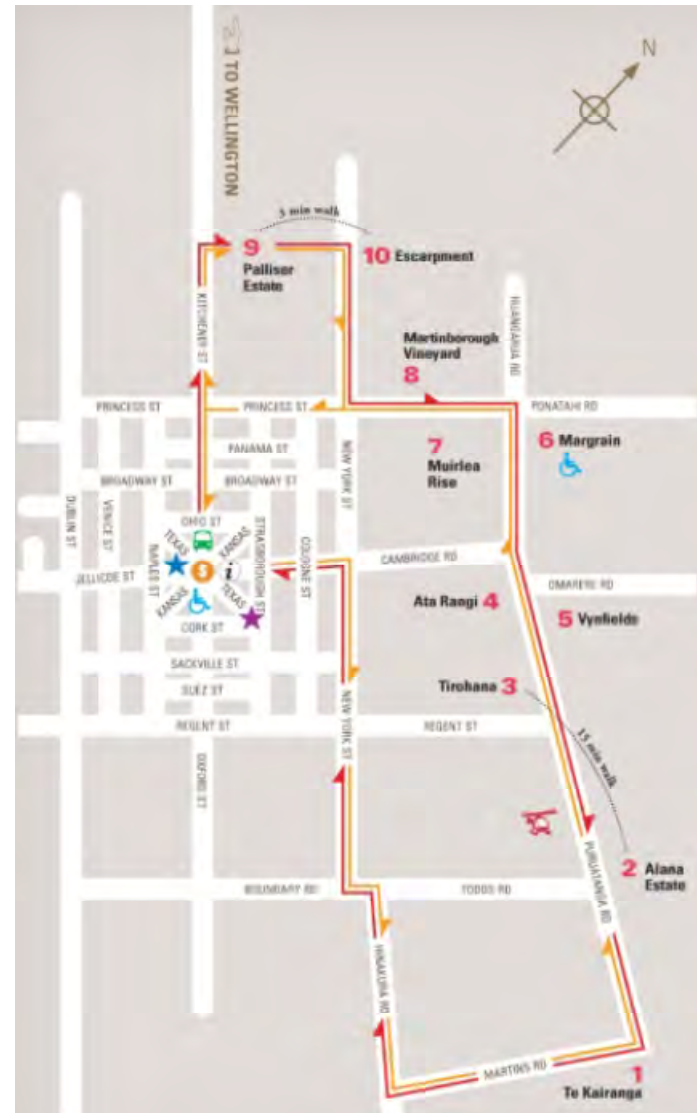 TO WELLINGTON
N
3 min walk
9
Palliser
Estate
10 Escarpment
KITCHENER ST
HUANGARUA RD
Martinborough
Vineyard
8
PRINCESS ST
PRINCESS ST
PONATAHI RD
PANAMA ST
NEW YORK ST
7
Muirlea
Rise
6 Margrain
BROADWAY ST
BROADWAY ST
DUBLIN ST
VENICE ST
OHIO ST
TEXAS
KANSAS
STRASBOROUGH ST
COLOGNE ST
CAMBRIDGE RD
JELLICOE ST
NAPLES ST
$
i
OMARERE RD
KANSAS
TEXAS
Ata Rangi 4
5 Vynfields
CORK ST
SACKVILLE ST
Tirohana 3
SUEZ ST
NEW YORK ST
REGENT ST
REGENT ST
15 min walk
OXFORD ST
PURUATANGA RD
2 Alana
Estate
BOUNDARY RD
TODDS RD
HINAKURA RD
MARTINS RD
1
Te Kairanga